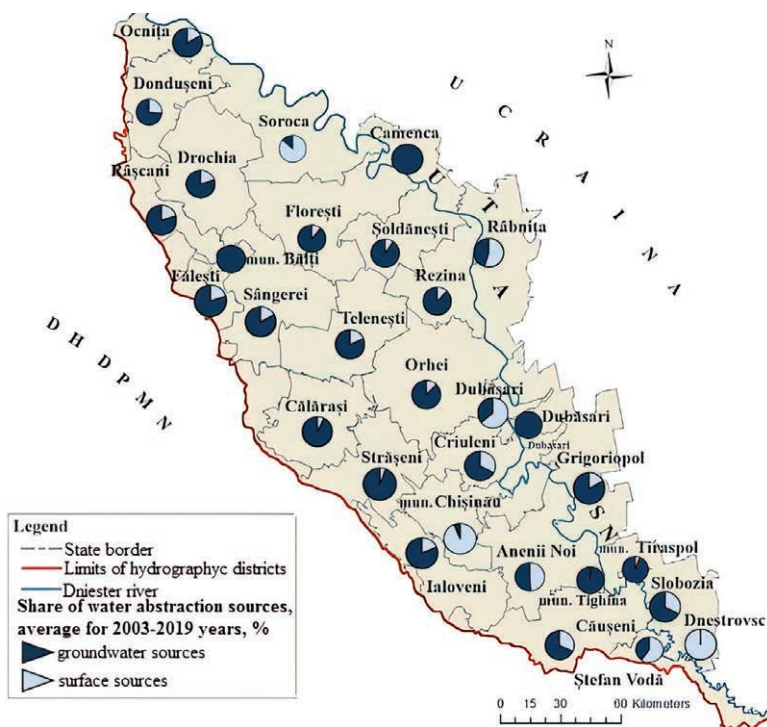 Ocnița
Dondușeni
Soroca
Camenca
Drochia
Râșcani
Florești
Șoldănești
Râbnița
mun. Bălți
Fălești
Sângerei
Rezina
Telenești
Orhei
Dubăsari
Dubăsari
Dubăsari
Călărași
Criuleni
Grigoriopol
Strășeni
mun. Chișinău
mun. Tiraspol
Anenii Noi
Ialoveni
mun. Tighina
Slobozia
Căușeni
Dnestrovsc
Ștefan Vodă
U C R A I N A
U T A
S N
D H D P M N
N
Legend
State border
Limits of hydrographyc districts
Dniester river
Share of water abstraction sources,
average for 2003-2019 years, %
groundwater sources
surface sources
0 15 30 60 Kilometers